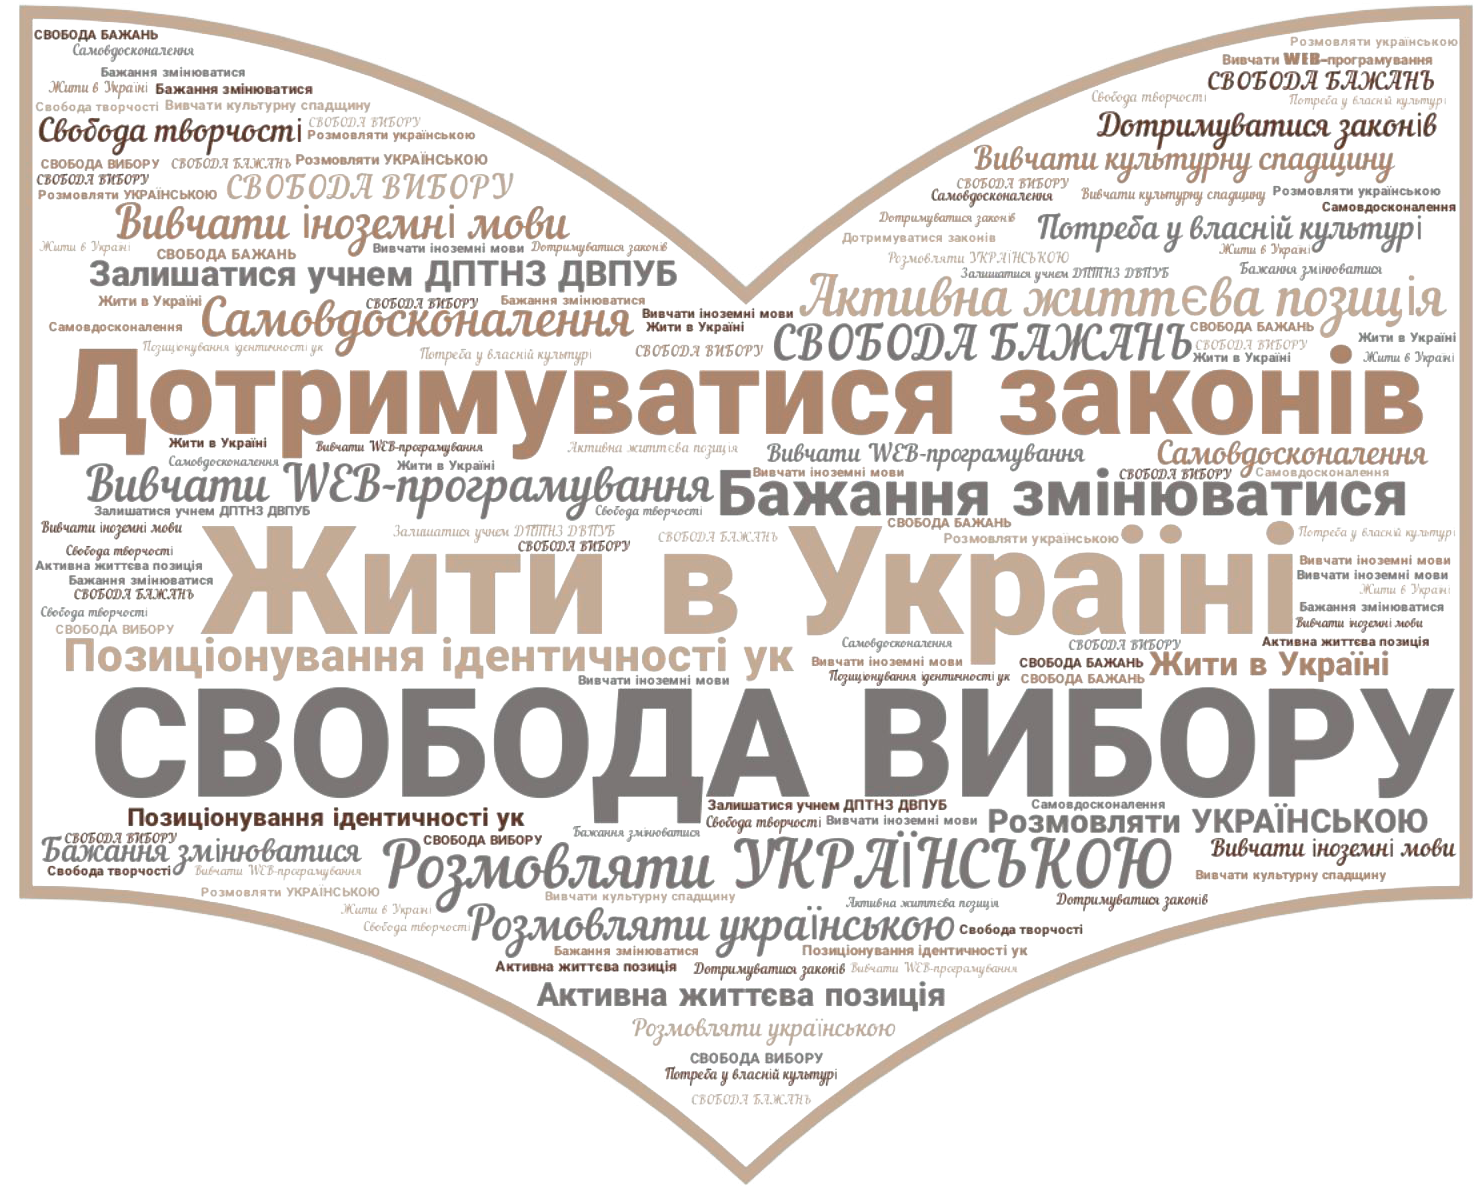 СВОБОДА БАЖАНЬ
Самовдосконалення
Розмовляти українською
Вивчати WEB-програмування
Бажання змінюватися
СВОБОДА БАЖАНЬ
Жити в Україні Бажання змінюватися
Свобода творчості Потреба у власній культурі
Свобода творчості Вивчати культурну спадщину
Свобода творчості СВОБОДА ВИБОРУ
Дотримуватися законів
Розмовляти українською
СВОБОДА ВИБОРУ СВОБОДА БАЖАНЬ Розмовляти УКРАЇНСЬКОЮ
Вивчати культурну спадщину
СВОБОДА ВИБОРУ СВОБОДА ВИБОРУ
СВОБОДА ВИБОРУ
Розмовляти УКРАЇНСЬКОЮ
Самовдосконалення Вивчати культурну спадщину Розмовляти українською
Самовдосконалення
Вивчати іноземні мови
Дотримуватися законів
Потреба у власній культурі
Дотримуватися законів
Жити в Україні СВОБОДА БАЖАНЬ Вивчати іноземні мови Дотримуватися законів
Жити в Україні
Розмовляти УКРАЇНСЬКОЮ
Залишатися учнем ДПТНЗ ДВПУБ
Залишатися учнем ДПТНЗ ДВПУБ Бажання змінюватися
Активна життєва позиція
Жити в Україні Самовдосконалення СВОБОДА ВИБОРУ Бажання змінюватися
Вивчати іноземні мови
Самовдосконалення Жити в Україні
СВОБОДА БАЖАНЬ СВОБОДА БАЖАНЬ
Жити в Україні
Позиціонування ідентичності ук Потреба у власній культурі СВОБОДА ВИБОРУ СВОБОДА ВИБОРУ
Жити в Україні Жити в Україні
Дотримуватися законів
Жити в Україні Вивчати WEB-програмування Активна життєва позиція Вивчати WEB-програмування Самовдосконалення
Самовдосконалення Жити в Україні
Вивчати іноземні мови СВОБОДА ВИБОРУ Самовдосконалення
Вивчати WEB-програмування Бажання змінюватися
Залишатися учнем ДПТНЗ ДВПУБ Свобода творчості
Вивчати іноземні мови Залишатися учнем ДПТНЗ ДВПУБ СВОБОДА БАЖАНЬ СВОБОДА БАЖАНЬ
Розмовляти українською Потреба у власній культурі
Свобода творчості СВОБОДА ВИБОРУ
Активна життєва позиція Вивчати іноземні мови
Бажання змінюватися Вивчати іноземні мови
СВОБОДА БАЖАНЬ Жити в Україні
Жити в Україні
Свобода творчості Бажання змінюватися
СВОБОДА ВИБОРУ Вивчати іноземні мови
Самовдосконалення СВОБОДА ВИБОРУ Активна життєва позиція
Позиціонування ідентичності ук Вивчати іноземні мови СВОБОДА БАЖАНЬ Жити в Україні
Вивчати іноземні мови Позиціонування ідентичності ук СВОБОДА БАЖАНЬ
СВОБОДА ВИБОРУ
Залишатися учнем ДПТНЗ ДВПУБ Самовдосконалення
Позиціонування ідентичності ук Свобода творчості Вивчати іноземні мови Розмовляти УКРАЇНСЬКОЮ
Бажання змінюватися
СВОБОДА ВИБОРУ СВОБОДА ВИБОРУ
Бажання змінюватися Вивчати іноземні мови
Розмовляти УКРАЇНСЬКОЮ
Свобода творчості Вивчати WEB-програмування Вивчати культурну спадщину
Розмовляти УКРАЇНСЬКОЮ Вивчати культурну спадщину Активна життєва позиція Дотримуватися законів
Жити в Україні
Свобода творчості Розмовляти українською Свобода творчості
Бажання змінюватися Позиціонування ідентичності ук
Активна життєва позиція Дотримуватися законів Вивчати WEB-програмування
Активна життєва позиція
Розмовляти українською
СВОБОДА ВИБОРУ
Потреба у власній культурі
СВОБОДА БАЖАНЬ